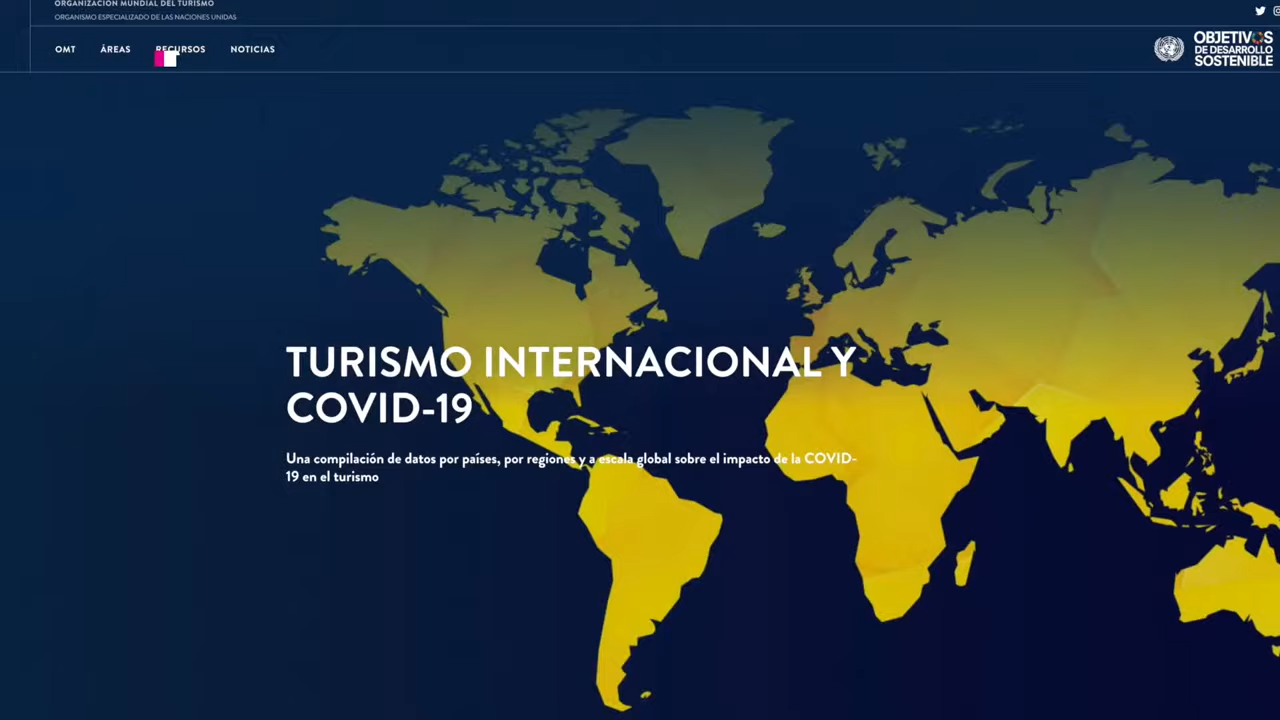 ORGANIZACIÓN MUNDIAL DEL TURISMO
ORGANISMO ESPECIALIZADO DE LAS NACIONES UNIDAS
OMT ÁREAS RECURSOS NOTICIAS
OBJETIVOS
DE DESARROLLO
SOSTENIBLE
TURISMO INTERNACIONAL Y
COVID-19
Una compilación de datos por países, por regiones y a escala global sobre el impacto de la COVID-
19 en el turismo